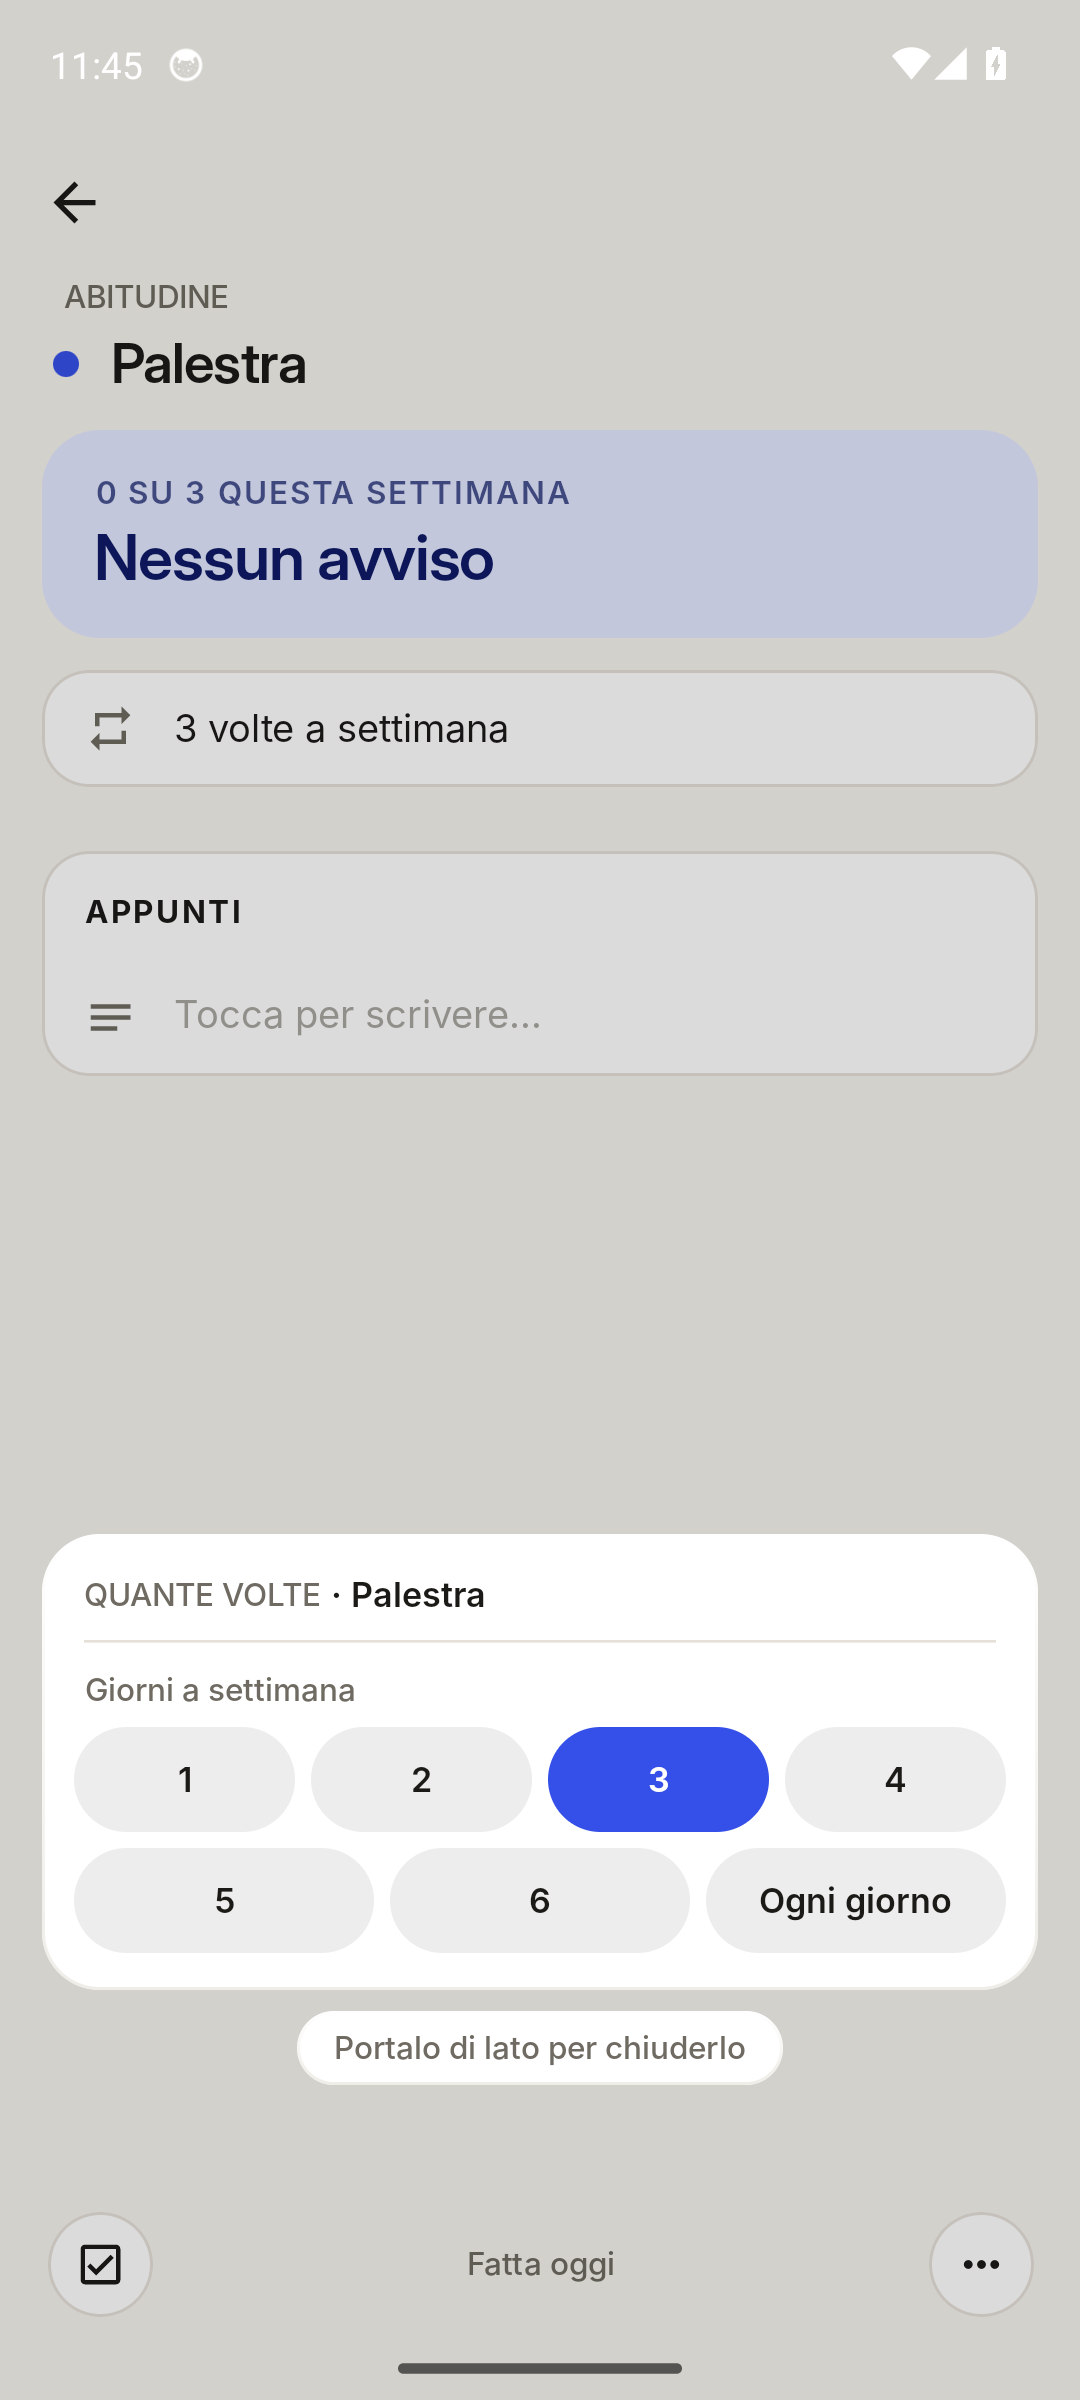 11:45
ABITUDINE
Palestra
0 SU 3 QUESTA SETTIMANA
Nessun avviso
3 volte a settimana
APPUNTI
Tocca per scrivere...
QUANTE VOLTE · Palestra
Giorni a settimana
1 2 3 4
5 6 Ogni giorno
Portalo di lato per chiuderlo
Fatta oggi